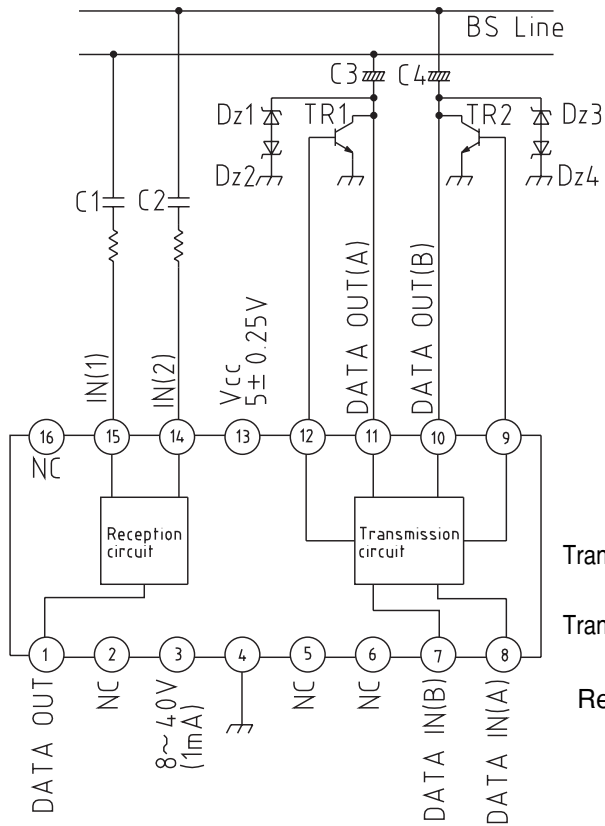 BS Line
C3 C4
Dz1 TR1 TR2 Dz3
Dz2 Dz4
C1 C2
IN(1)
IN(2)
Vcc
5± 0.25V
DATA OUT(A)
DATA OUT(B)
16 15 14 13 12 11 10 9
NC
Reception
circuit
Transmission
circuit
Tran
Tran
Re
1 2 3 4 5 6 7 8
DATA OUT
NC
8~40V
(1mA)
NC
NC
DATA IN(B)
DATA IN(A)